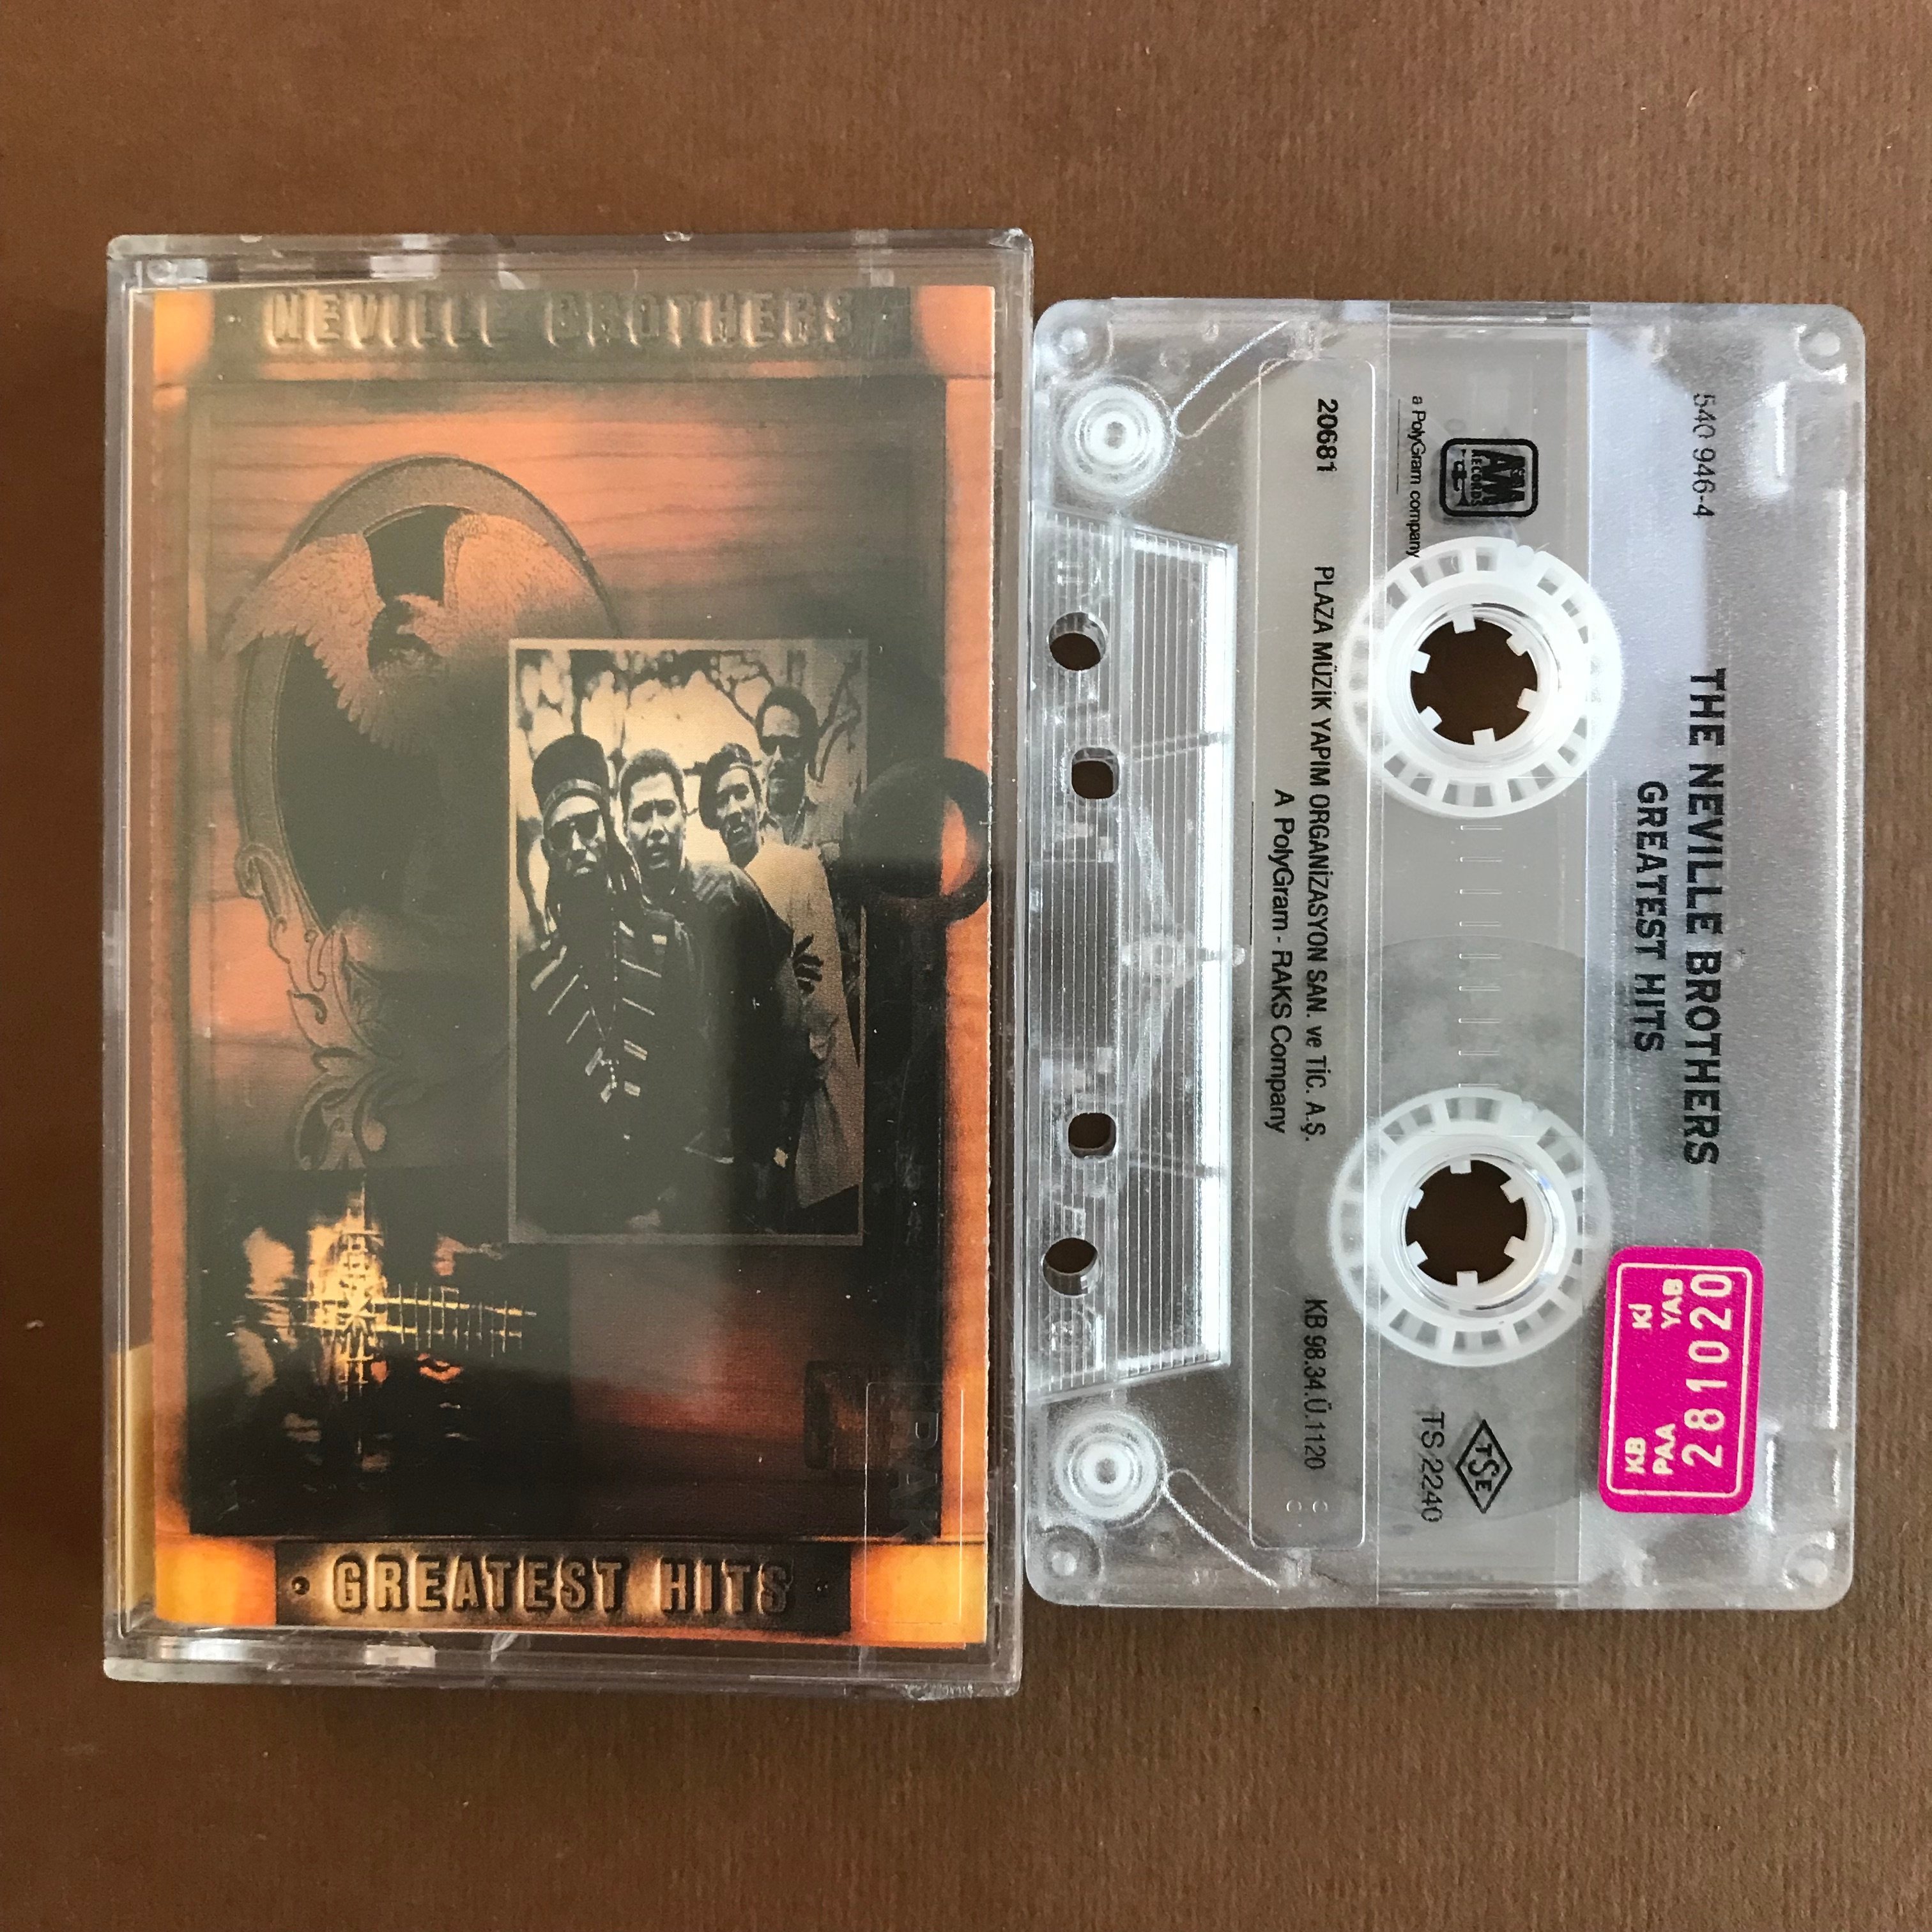 NEVILLE BROTHERS
GREATEST HITS
540 946-4
THE NEVILLE BROTHERS
GREATEST HITS
A&M
RECORDS
a PolyGram company
20681
PLAZA MÜZİK YAPIM ORGANİZASYON SAN. ve TİC. A.Ş.
A PolyGram - RAKS Company
KB 98.34.Ü.1120
TSE
TS 2240
KB
PAA
Kİ
YAB
281020